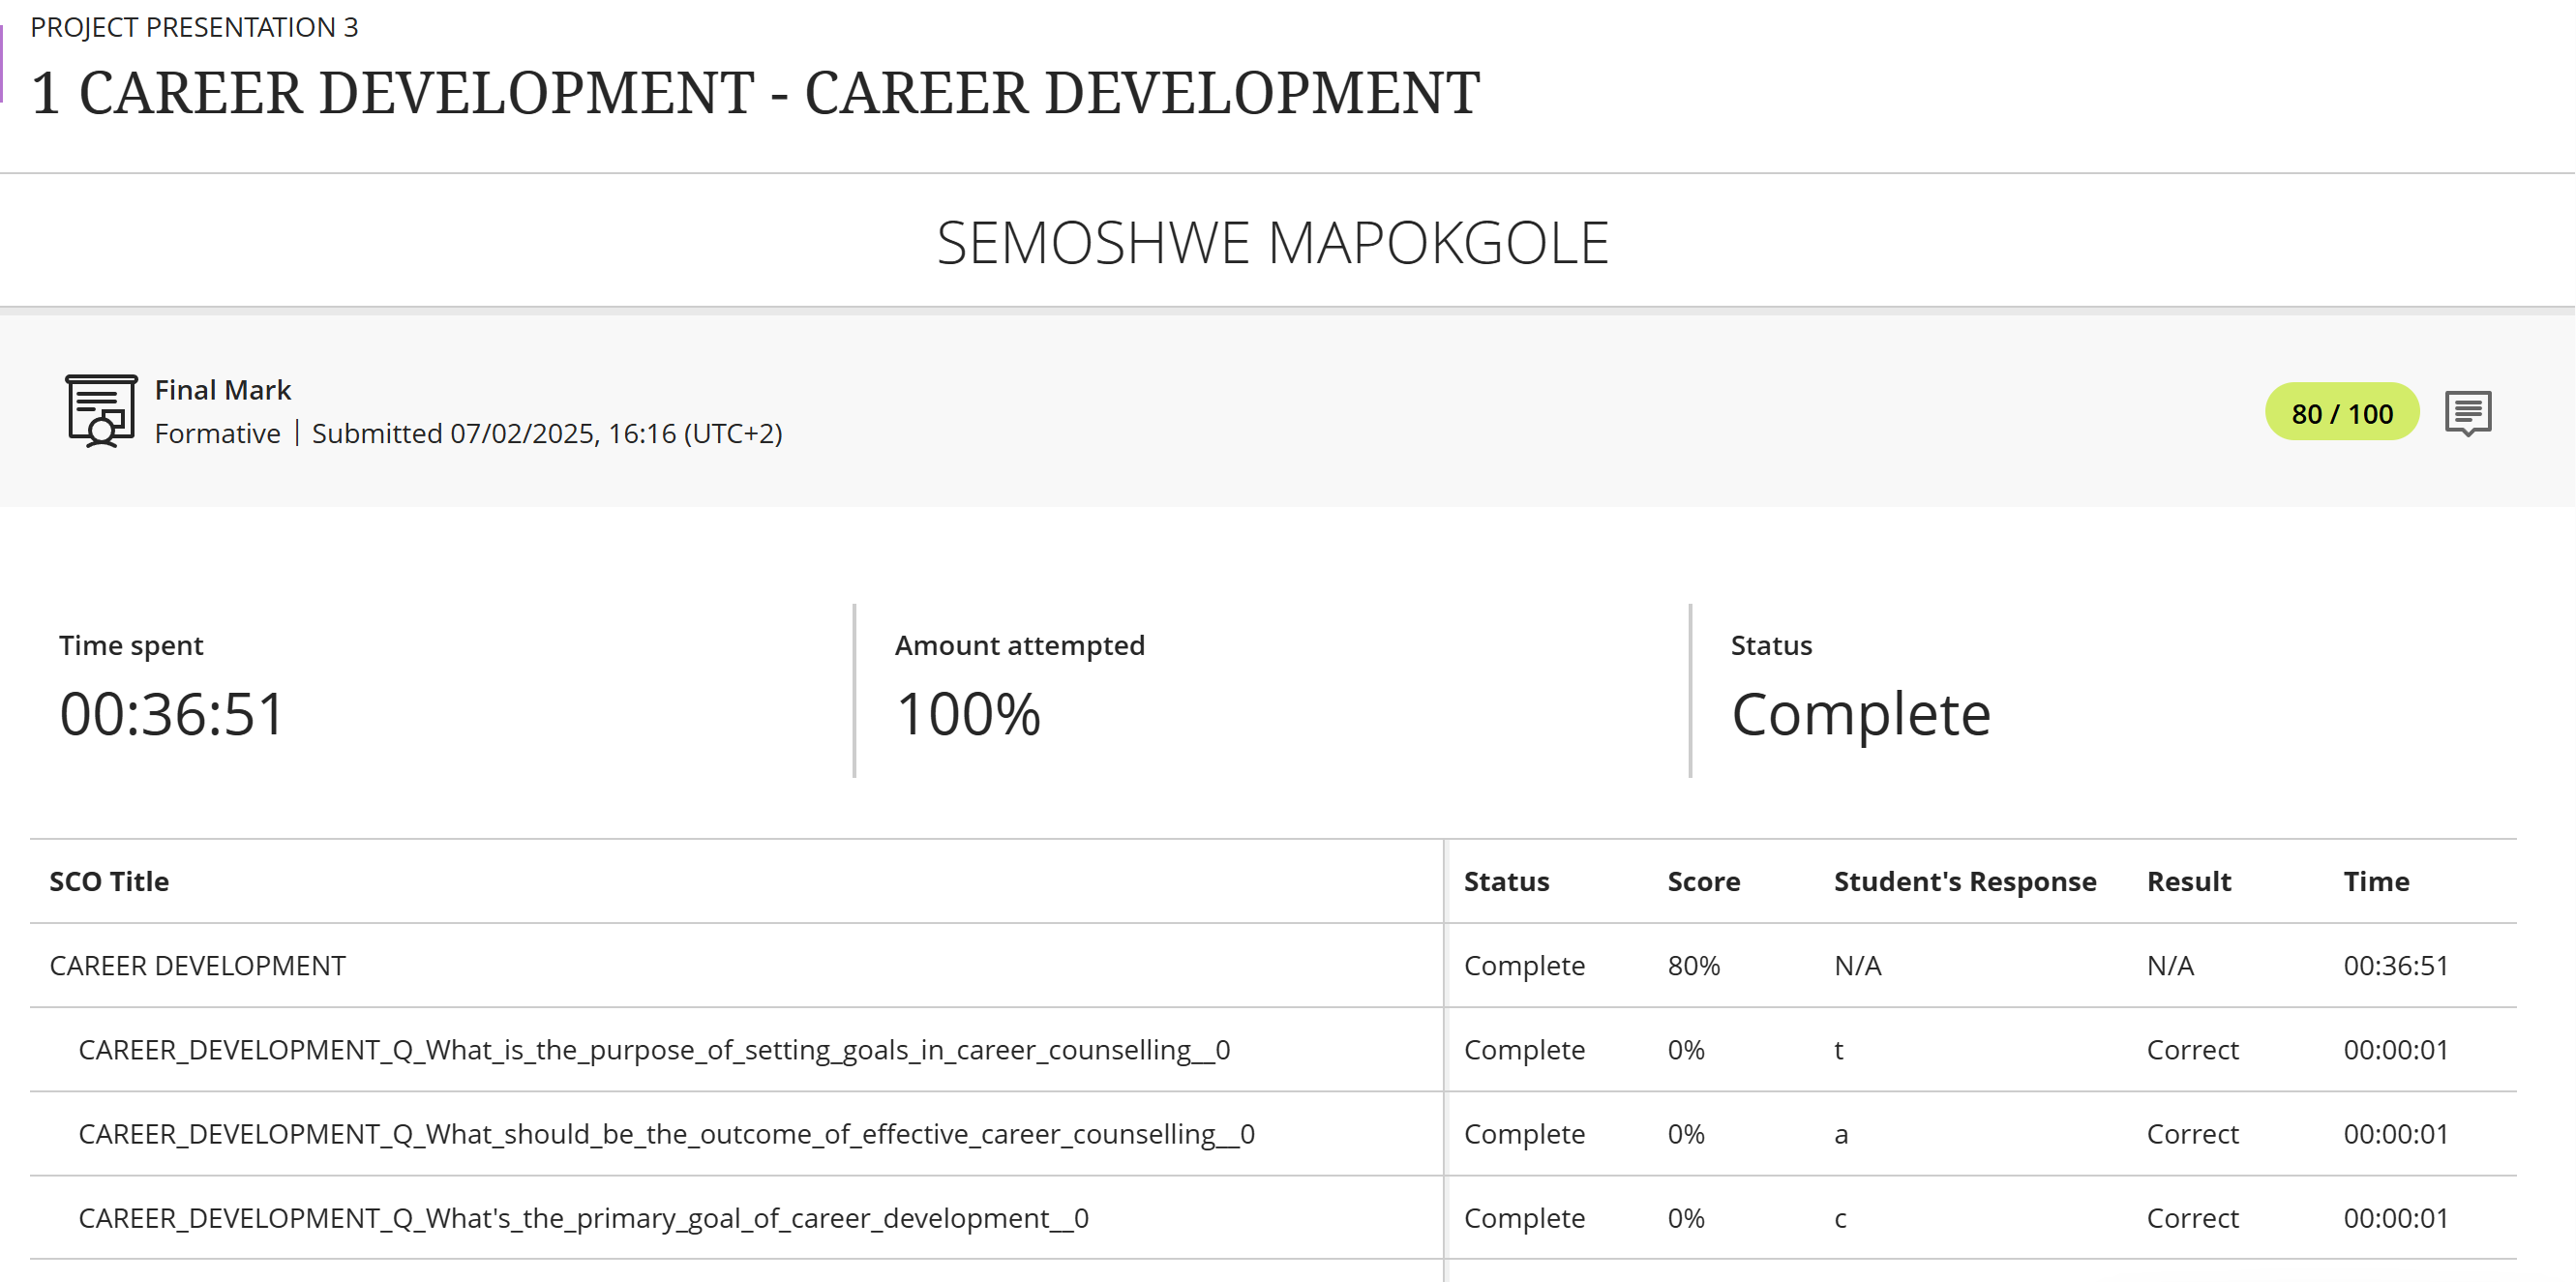 PROJECT PRESENTATION 3
1 CAREER DEVELOPMENT - CAREER DEVELOPMENT
SEMOSHWE MAPOKGOLE
Final Mark
Formative | Submitted 07/02/2025, 16:16 (UTC+2)
80 / 100
Time spent
00:36:51
Amount attempted
100%
Status
Complete
SCO Title Status Score Student's Response Result Time
CAREER DEVELOPMENT Complete 80% N/A N/A 00:36:51
CAREER_DEVELOPMENT_Q_What_is_the_purpose_of_setting_goals_in_career_counselling__0 Complete 0% t Correct 00:00:01
CAREER_DEVELOPMENT_Q_What_should_be_the_outcome_of_effective_career_counselling__0 Complete 0% a Correct 00:00:01
CAREER_DEVELOPMENT_Q_What's_the_primary_goal_of_career_development__0 Complete 0% c Correct 00:00:01